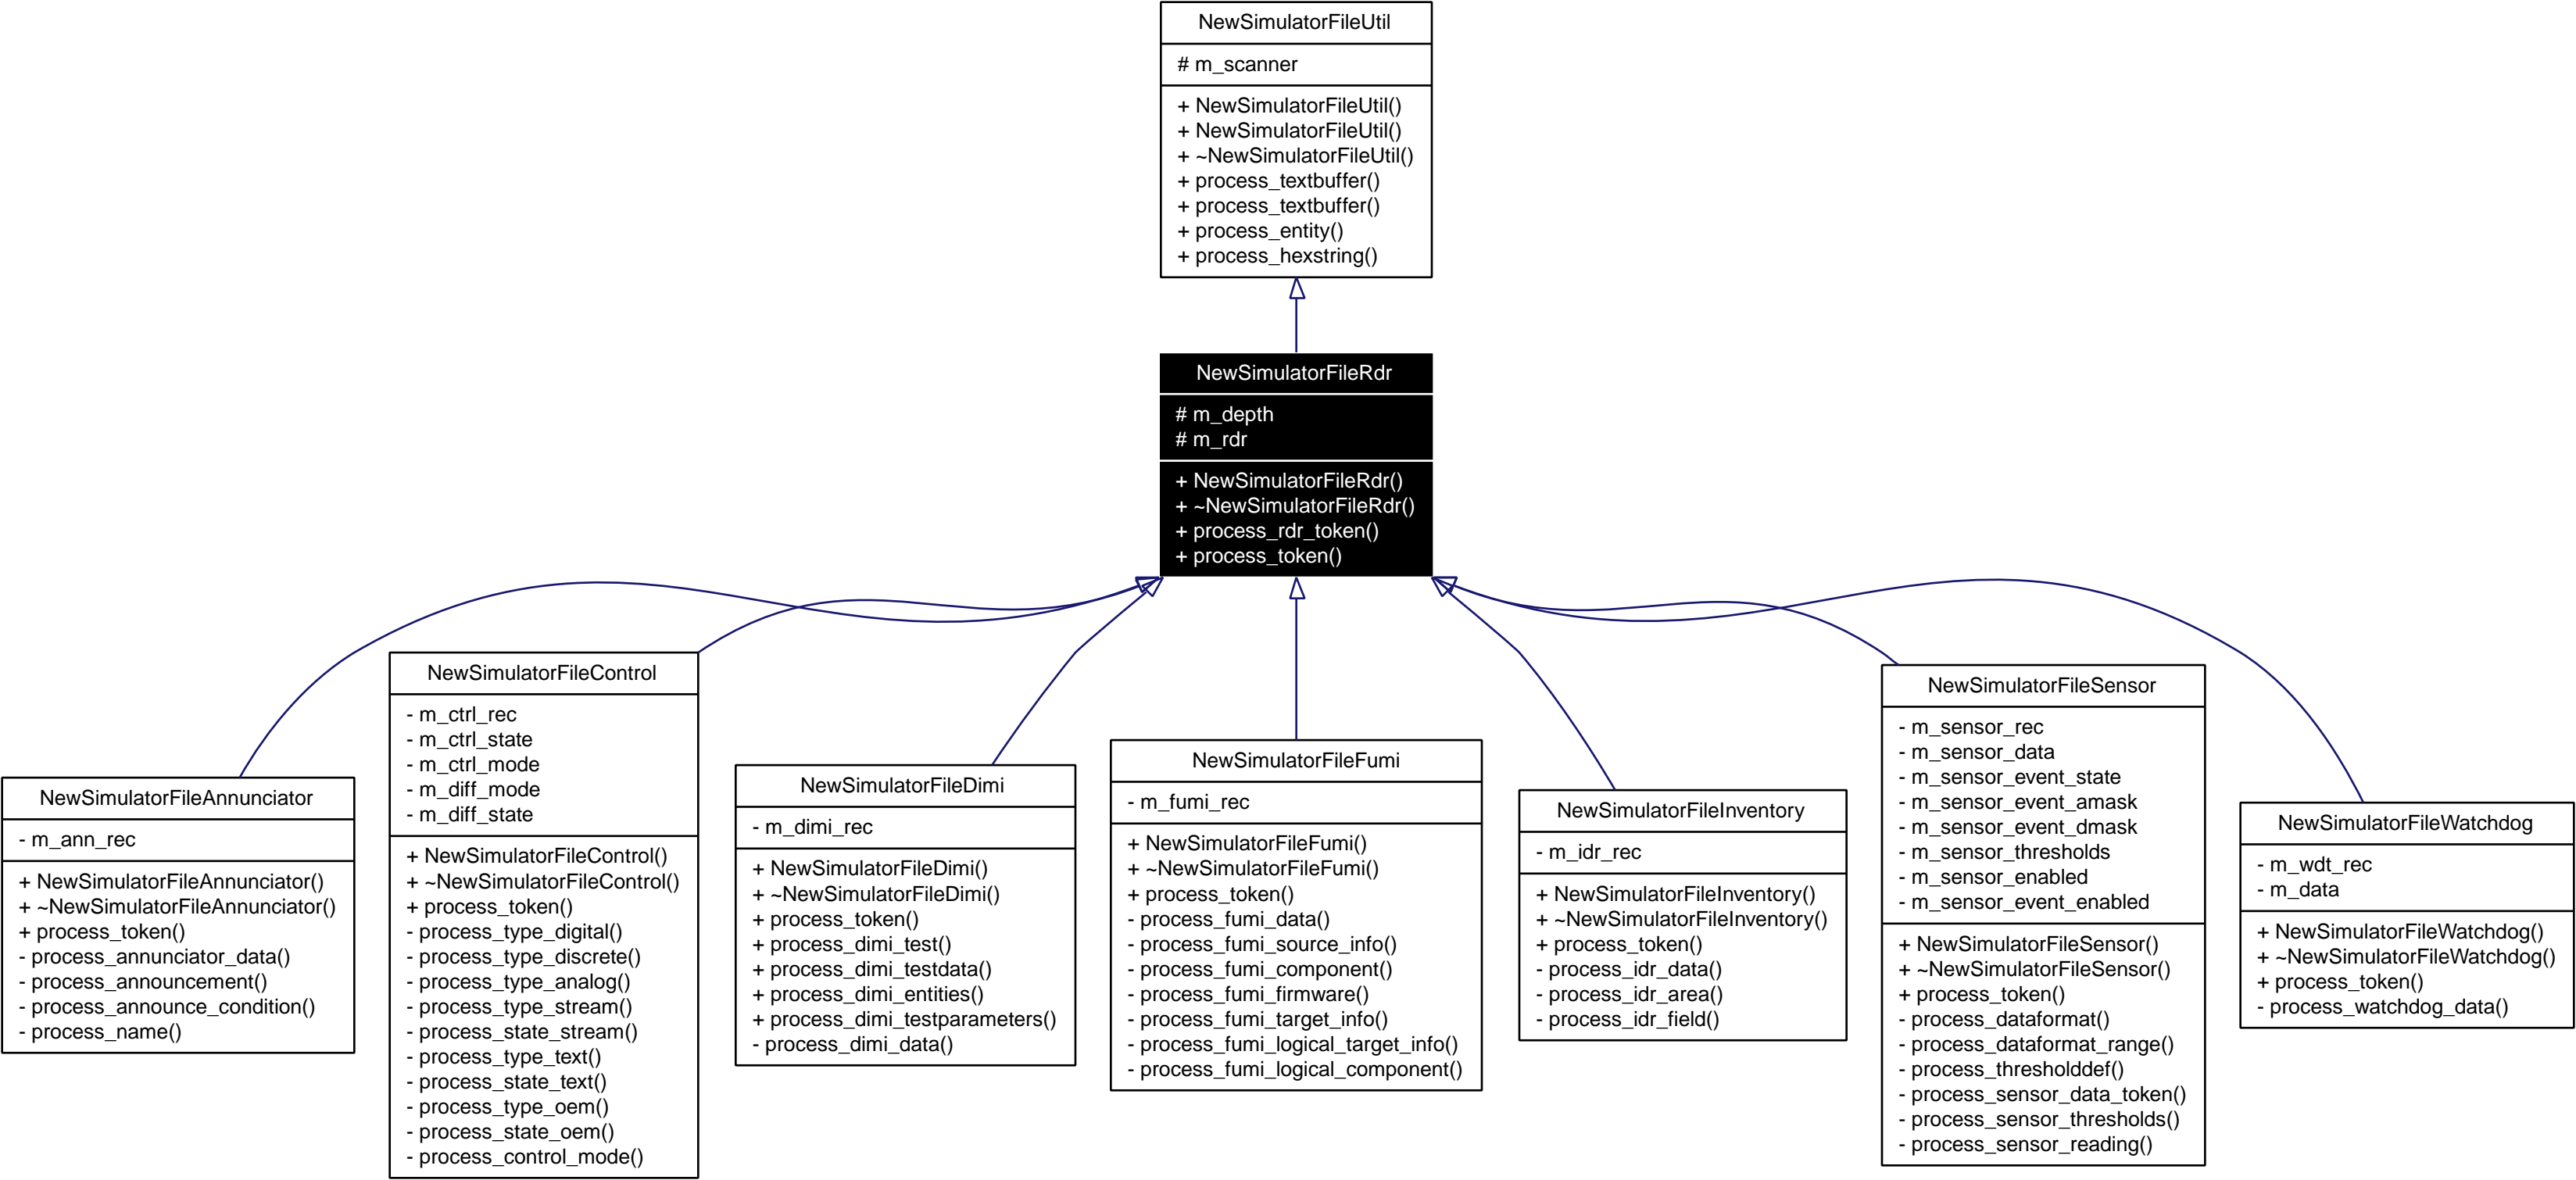 NewSimulatorFileUtil
# m_scanner
+ NewSimulatorFileUtil()
+ NewSimulatorFileUtil()
+ ~NewSimulatorFileUtil()
+ process_textbuffer()
+ process_textbuffer()
+ process_entity()
+ process_hexstring()
NewSimulatorFileRdr
# m_depth
# m_rdr
+ NewSimulatorFileRdr()
+ ~NewSimulatorFileRdr()
+ process_rdr_token()
+ process_token()
NewSimulatorFileAnnunciator
- m_ann_rec
+ NewSimulatorFileAnnunciator()
+ ~NewSimulatorFileAnnunciator()
+ process_token()
- process_annunciator_data()
- process_announcement()
- process_announce_condition()
- process_name()
NewSimulatorFileControl
- m_ctrl_rec
- m_ctrl_state
- m_ctrl_mode
- m_diff_mode
- m_diff_state
+ NewSimulatorFileControl()
+ ~NewSimulatorFileControl()
+ process_token()
- process_type_digital()
- process_type_discrete()
- process_type_analog()
- process_type_stream()
- process_state_stream()
- process_type_text()
- process_state_text()
- process_type_oem()
- process_state_oem()
- process_control_mode()
NewSimulatorFileDimi
- m_dimi_rec
+ NewSimulatorFileDimi()
+ ~NewSimulatorFileDimi()
+ process_token()
+ process_dimi_test()
+ process_dimi_testdata()
+ process_dimi_entities()
+ process_dimi_testparameters()
- process_dimi_data()
NewSimulatorFileFumi
- m_fumi_rec
+ NewSimulatorFileFumi()
+ ~NewSimulatorFileFumi()
+ process_token()
- process_fumi_data()
- process_fumi_source_info()
- process_fumi_component()
- process_fumi_firmware()
- process_fumi_target_info()
- process_fumi_logical_target_info()
- process_fumi_logical_component()
NewSimulatorFileInventory
- m_idr_rec
+ NewSimulatorFileInventory()
+ ~NewSimulatorFileInventory()
+ process_token()
- process_idr_data()
- process_idr_area()
- process_idr_field()
NewSimulatorFileSensor
- m_sensor_rec
- m_sensor_data
- m_sensor_event_state
- m_sensor_event_amask
- m_sensor_event_dmask
- m_sensor_thresholds
- m_sensor_enabled
- m_sensor_event_enabled
+ NewSimulatorFileSensor()
+ ~NewSimulatorFileSensor()
+ process_token()
- process_dataformat()
- process_dataformat_range()
- process_thresholddef()
- process_sensor_data_token()
- process_sensor_thresholds()
- process_sensor_reading()
NewSimulatorFileWatchdog
- m_wdt_rec
- m_data
+ NewSimulatorFileWatchdog()
+ ~NewSimulatorFileWatchdog()
+ process_token()
- process_watchdog_data()